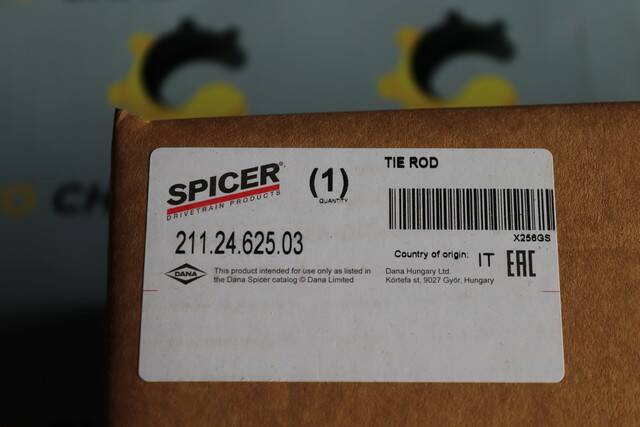 SPICER®
DRIVETRAIN PRODUCTS
(1)
QUANTITY
TIE ROD
X256GS
211.24.625.03
Country of origin: IT EAC
DANA
This product intended for use only as listed in
the Dana Spicer catalog © Dana Limited
Dana Hungary Ltd.
Körtefa st, 9027 Győr, Hungary